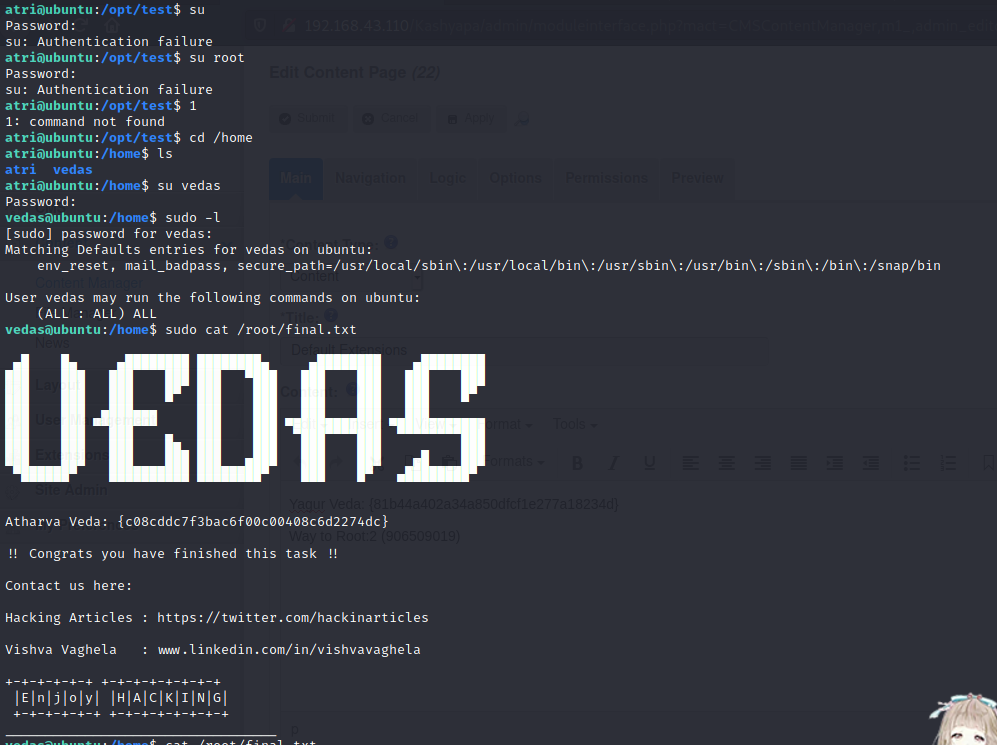 atri@ubuntu:/opt/test$ su
Password:
su: Authentication failure
atri@ubuntu:/opt/test$ su root
Password:
su: Authentication failure
atri@ubuntu:/opt/test$ 1
1: command not found
atri@ubuntu:/opt/test$ cd /home
atri@ubuntu:/home$ ls
atri  vedas
atri@ubuntu:/home$ su vedas
Password:
vedas@ubuntu:/home$ sudo -l
[sudo] password for vedas:
Matching Defaults entries for vedas on ubuntu:
    env_reset, mail_badpass, secure_path=/usr/local/sbin\:/usr/local/bin\:/usr/sbin\:/usr/bin\:/sbin\:/bin\:/snap/bin

User vedas may run the following commands on ubuntu:
    (ALL : ALL) ALL
vedas@ubuntu:/home$ sudo cat /root/final.txt
VEDAS
Atharva Veda: {c08cddc7f3bac6f00c00408c6d2274dc}
!! Congrats you have finished this task !!
Contact us here:
Hacking Articles : https://twitter.com/hackinarticles
Vishva Vaghela   : www.linkedin.com/in/vishvavaghela
+-+-+-+-+-+ +-+-+-+-+-+-+-+
|E|n|j|o|y| |H|A|C|K|I|N|G|
+-+-+-+-+-+ +-+-+-+-+-+-+-+
vedas@ubuntu:/home$ cat /root/final.txt
192.168.43.110
Edit Content Page (22)
Submit Cancel Apply
Main Navigation Logic Options Permissions Preview
Title:
Default Extensions
News
Content:
Layout
User Management
Format Tools
Extensions
Formats B I U
Site Admin
Yagur Veda: {81b44a402a34a850dfcf1e277a18234d}
Way to Root:2 (906509019)
P